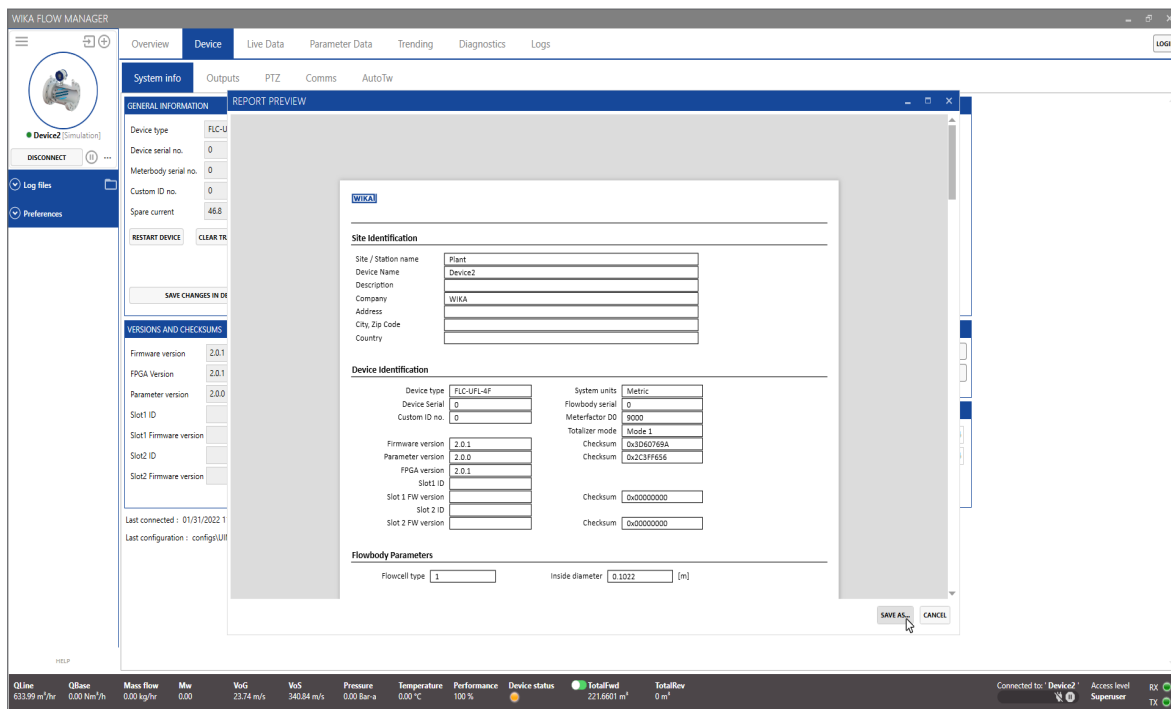 WIKA FLOW MANAGER
Overview Device Live Data Parameter Data Trending Diagnostics Logs
System info Outputs PTZ Comms AutoTw
Device2 [Simulation]
DISCONNECT
Log files
Preferences
HELP
GENERAL INFORMATION
Device type
Device serial no. 0
Meterbody serial no. 0
Custom ID no. 0
Spare current 46.8
RESTART DEVICE
VERSIONS AND CHECKSUMS
Firmware version 2.0.1
FPGA Version 2.0.1
Parameter version 2.0.0
Slot1 ID
Slot1 Firmware version
Slot2 ID
Slot2 Firmware version
Last connected : 01/31/2022 1
Last configuration :
REPORT PREVIEW
WIKA
Site Identification
Site / Station name Plant
Device Name Device2
Description
Company WIKA
Address
City, Zip Code
Country
Device Identification
Device type FLC-UFL-4F System units Metric
Device Serial 0 Flowbody serial 0
Custom ID no. 0 Meterfactor D0 9000
Totalizer mode Mode 1
Firmware version 2.0.1 Checksum 0x3D60769A
Parameter version 2.0.0 Checksum 0x2C3FF656
FPGA version 2.0.1
Slot1 ID
Slot 1 FW version Checksum 0x00000000
Slot 2 ID
Slot 2 FW version Checksum 0x00000000
Flowbody Parameters
Flowcell type 1 Inside diameter 0.1022 [m]
SAVE AS... CANCEL
QLine QBase Mass flow Mw VoG VoS Pressure Temperature Performance Device status TotalFwd TotalRev Connected to: ' Device2 ' Access level RX
633.99 m³/hr 0.00 Nm³/h 0.00 kg/hr 0.00 23.74 m/s 340.84 m/s 0.00 Bar-a 0.00 °C 100 % 221.6601 m³ 0 m³ Superuser TX